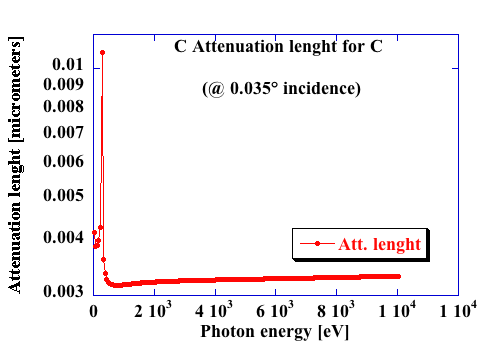 C Attenuation lenght for C
(@ 0.035° incidence)
Attenuation lenght [micrometers]
0.01
0.009
0.008
0.007
0.006
0.005
0.004
0.003
Att. lenght
0 2 10³ 4 10³ 6 10³ 8 10³ 1 10⁴ 1 10⁴
Photon energy [eV]